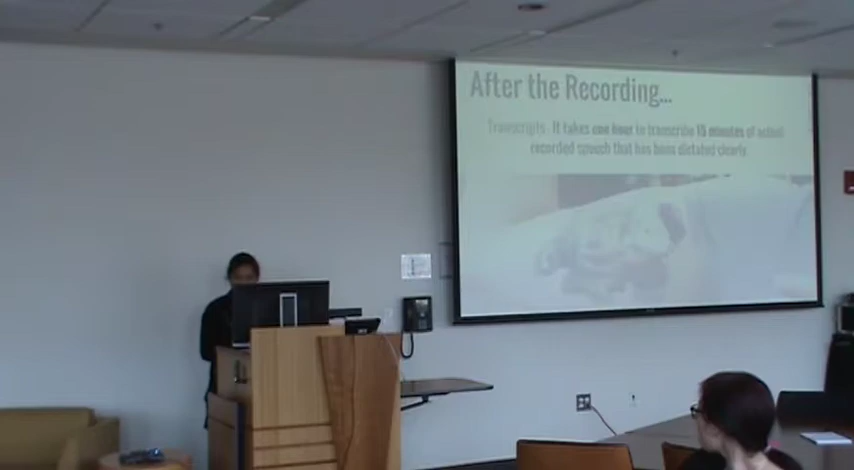 After the Recording...
Transcripts - It takes one hour to transcribe 15 minutes of actual
recorded speech that has been dictated clearly.